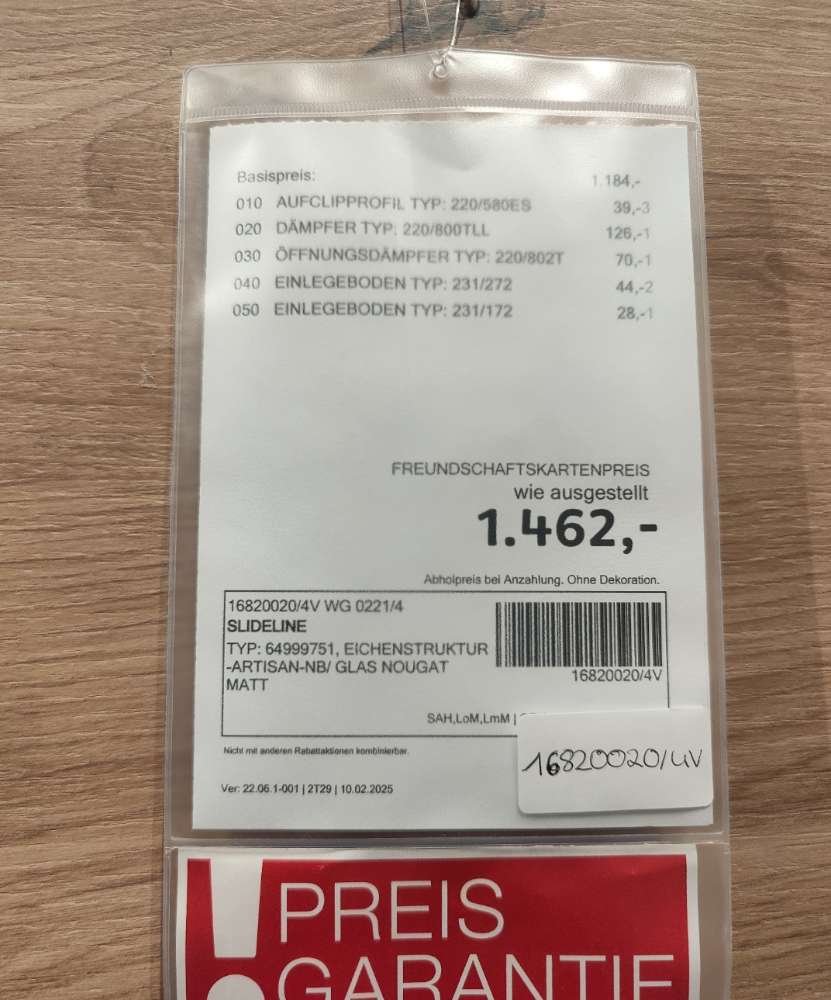 Basispreis: 1.184,-
010 AUFCLIPPROFIL TYP: 220/580ES 39,-3
020 DÄMPFER TYP: 220/800TLL 126,-1
030 ÖFFNUNGSDÄMPFER TYP: 220/802T 70,-1
040 EINLEGEBODEN TYP: 231/272 44,-2
050 EINLEGEBODEN TYP: 231/172 28,-1
FREUNDSCHAFTSKARTENPREIS
wie ausgestellt
1.462,-
Abholpreis bei Anzahlung. Ohne Dekoration.
16820020/4V WG 0221/4
SLIDELINE
TYP: 64999751, EICHENSTRUKTUR
-ARTISAN-NB/ GLAS NOUGAT
MATT
16820020/4V
SAH,LoM,LmM |
Nicht mit anderen Rabattaktionen kombinierbar.
16820020/4V
Ver: 22.06.1-001 | 2T29 | 10.02.2025
! PREIS
GARANTIE